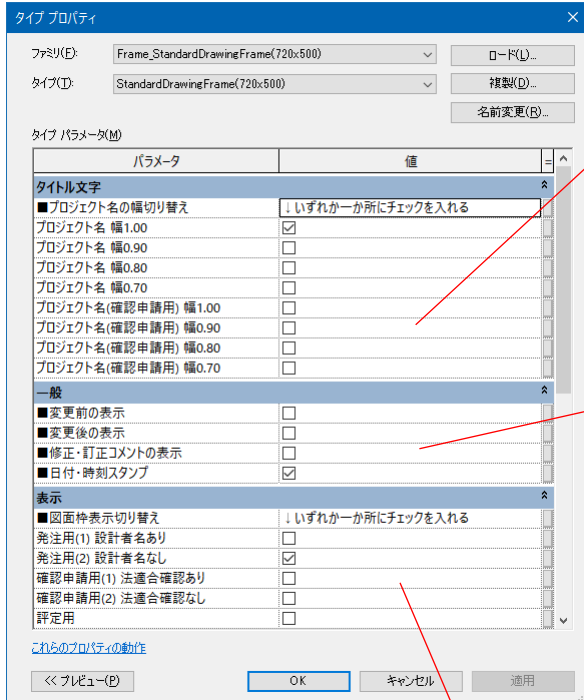 タイプ プロパティ
ファミリ(F): Frame_StandardDrawingFrame(720x500) ロード(L)...
タイプ(T): StandardDrawingFrame(720x500) 複製(D)...
名前変更(R)...
タイプ パラメータ(M)
パラメータ 値 =
タイトル文字
■プロジェクト名の幅切り替え ↓いずれか一か所にチェックを入れる
プロジェクト名 幅1.00
プロジェクト名 幅0.90
プロジェクト名 幅0.80
プロジェクト名 幅0.70
プロジェクト名(確認申請用) 幅1.00
プロジェクト名(確認申請用) 幅0.90
プロジェクト名(確認申請用) 幅0.80
プロジェクト名(確認申請用) 幅0.70
一般
■変更前の表示
■変更後の表示
■修正・訂正コメントの表示
■日付・時刻スタンプ
表示
■図面枠表示切り替え ↓いずれか一か所にチェックを入れる
発注用(1) 設計者名あり
発注用(2) 設計者名なし
確認申請用(1) 法適合確認あり
確認申請用(2) 法適合確認なし
評定用
これらのプロパティの動作
<< プレビュー(P) OK キャンセル 適用